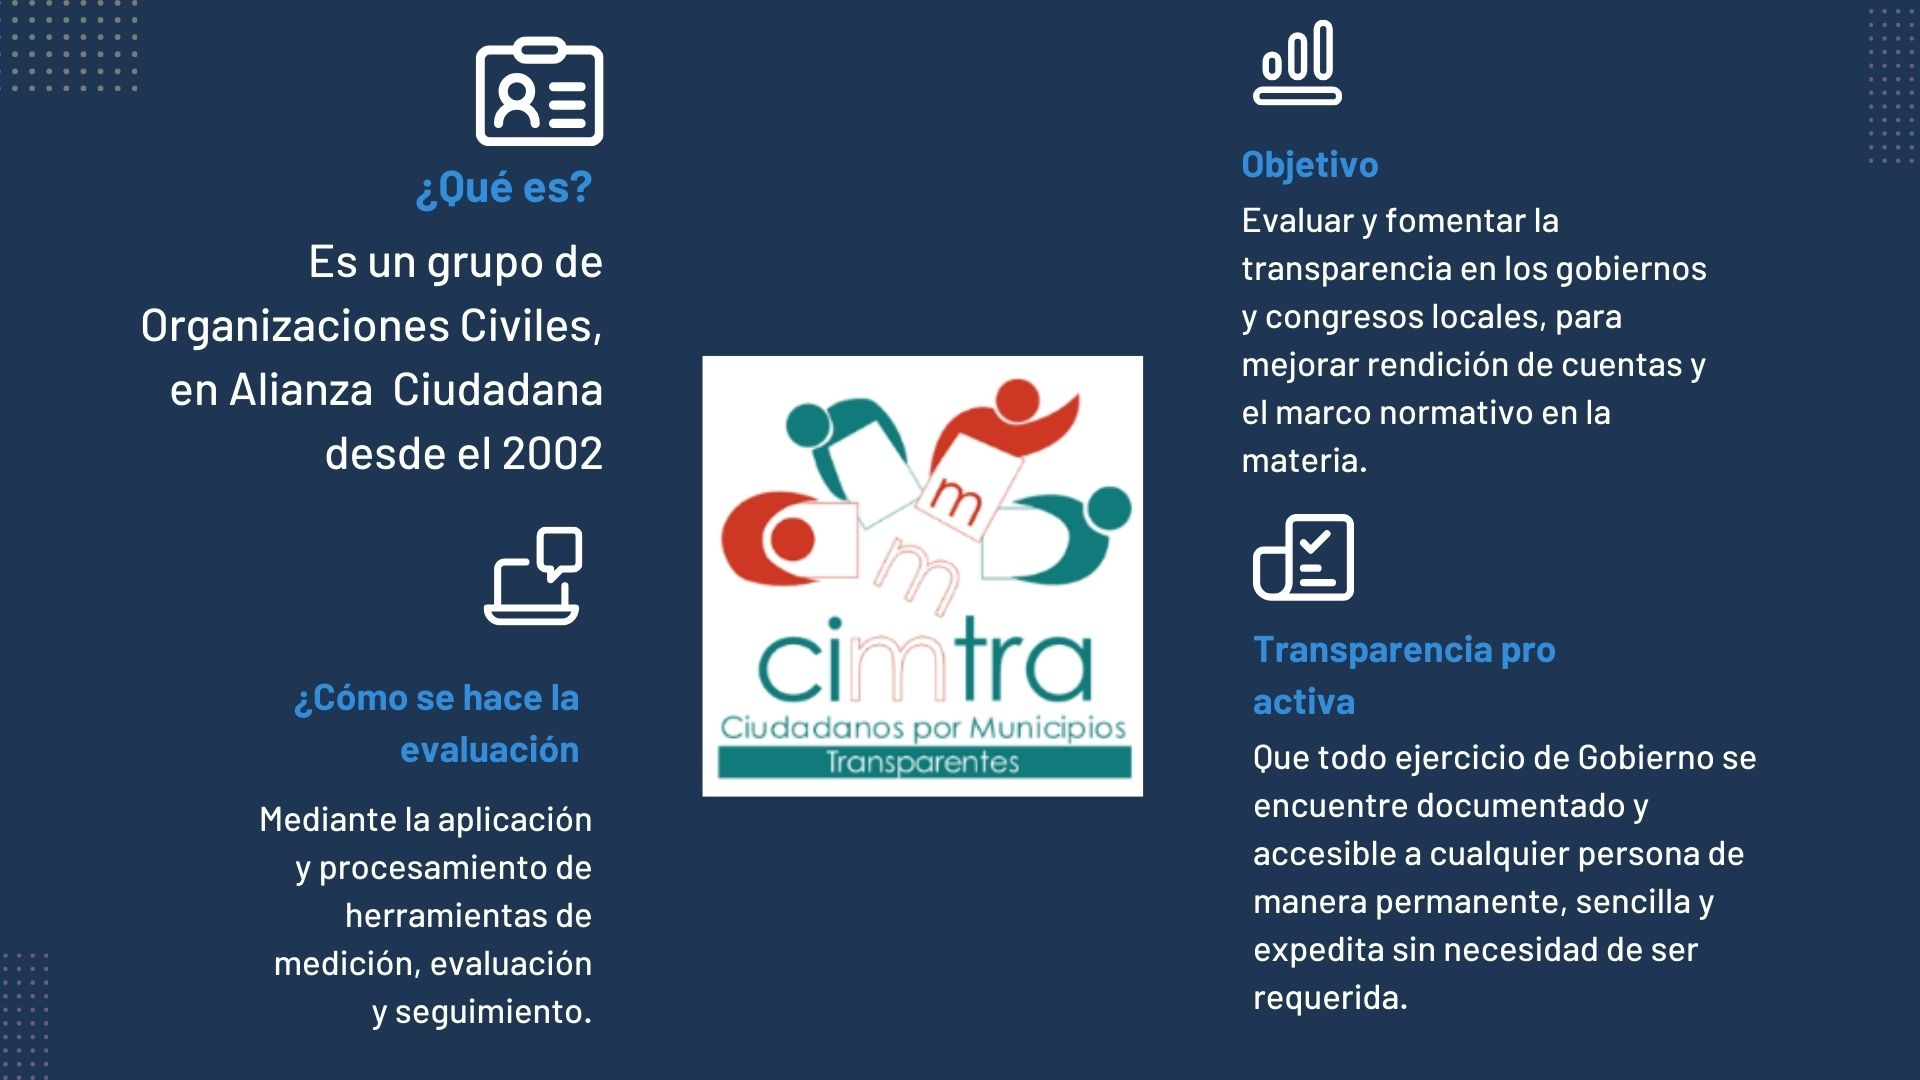 ¿Qué es?
Es un grupo de
Organizaciones Civiles,
en Alianza  Ciudadana
desde el 2002
¿Cómo se hace la
evaluación
Mediante la aplicación
y procesamiento de
herramientas de
medición, evaluación
y seguimiento.
m
m
cimtra
Ciudadanos por Municipios
Transparentes
Objetivo
Evaluar y fomentar la
transparencia en los gobiernos
y congresos locales, para
mejorar rendición de cuentas y
el marco normativo en la
materia.
Transparencia pro
activa
Que todo ejercicio de Gobierno se
encuentre documentado y
accesible a cualquier persona de
manera permanente, sencilla y
expedita sin necesidad de ser
requerida.